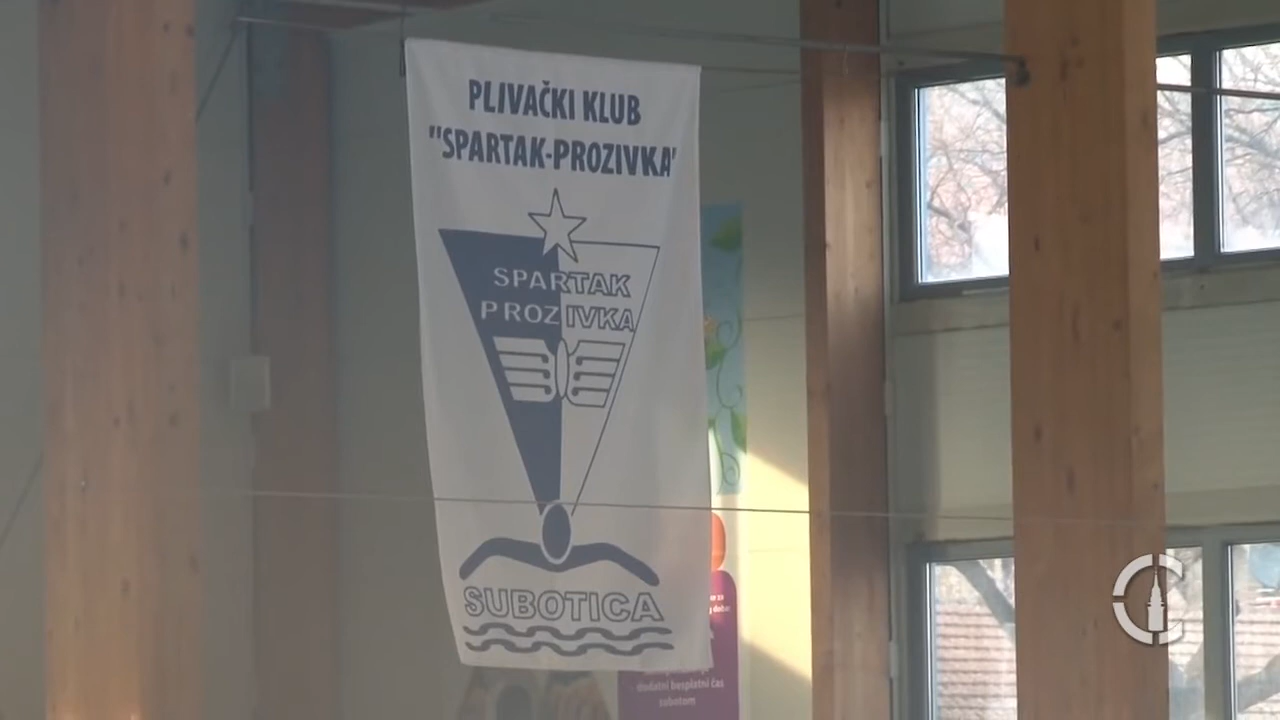 PLIVAČKI KLUB
"SPARTAK-PROZIVKA"
SPARTAK
PROZIVKA
SUBOTICA
dodatni besplatni čas
subotom